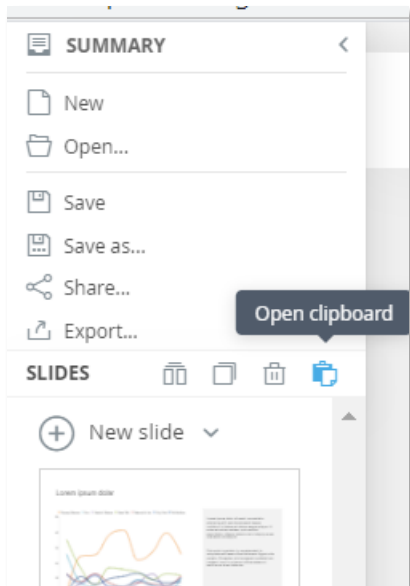 SUMMARY
New
Open...
Save
Save as...
Share...
Open clipboard
Export...
SLIDES
New slide
Lorem ipsum dolor